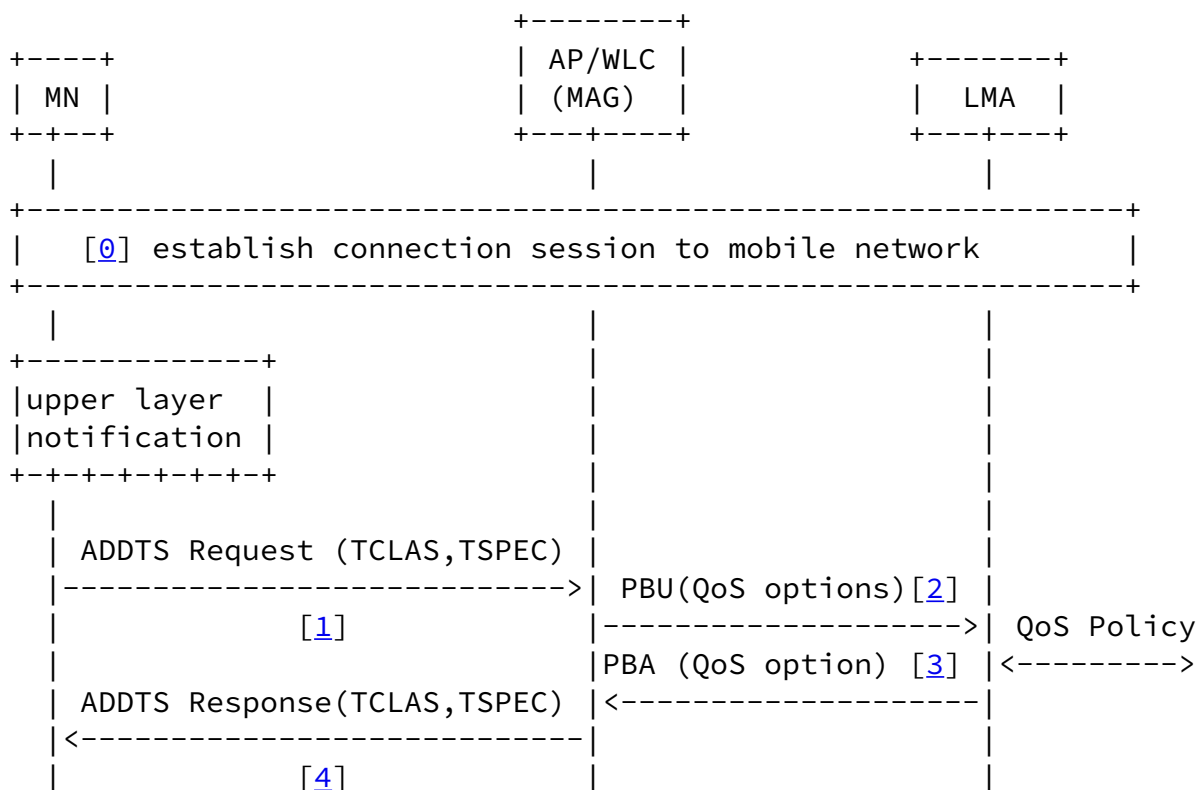 AP/WLC
MN (MAG) LMA
[0] establish connection session to mobile network
upper layer
notification
ADDTS Request (TCLAS,TSPEC)
PBU(QoS options)[2]
[1] QoS Policy
PBA (QoS option) [3]
ADDTS Response(TCLAS,TSPEC)
[4]